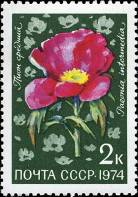 Пион средний
Paeonia intermedia
2к
ПОЧТА СССР·1974